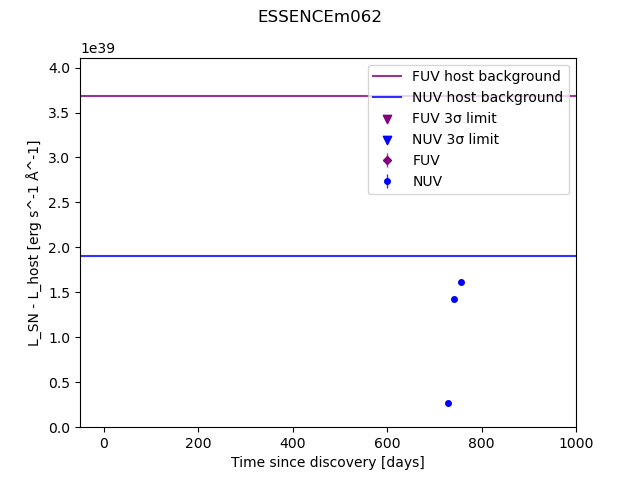 ESSENCEm062
1e39
4.0
3.5
3.0
2.5
2.0
1.5
1.0
0.5
0.0
L_SN - L_host [erg s^-1 Å^-1]
FUV host background
NUV host background
FUV 3σ limit
NUV 3σ limit
FUV
NUV
0 200 400 600 800 1000
Time since discovery [days]